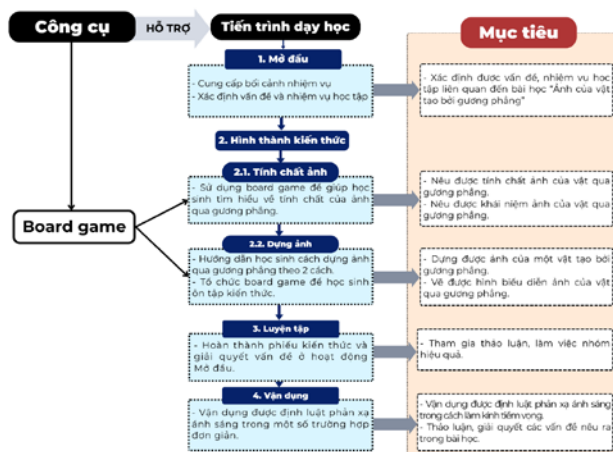 Công cụ
HỖ TRỢ
Tiến trình dạy học
Mục tiêu
1. Mở đầu
- Cung cấp bối cảnh nhiệm vụ
- Xác định vấn đề và nhiệm vụ học tập
- Xác định được vấn đề, nhiệm vụ học
tập liên quan đến bài học "Ảnh của vật
tạo bởi gương phẳng"
2. Hình thành kiến thức
2.1. Tính chất ảnh
- Sử dụng board game để giúp học
sinh tìm hiểu về tính chất của ảnh
qua gương phẳng.
- Nêu được tính chất ảnh của vật qua
gương phẳng.
- Nêu được khái niệm ảnh của vật qua
gương phẳng.
Board game
2.2. Dựng ảnh
- Hướng dẫn học sinh cách dựng ảnh
qua gương phẳng theo 2 cách.
- Tổ chức board game để học sinh
ôn tập kiến thức.
- Dựng được ảnh của một vật tạo bởi
gương phẳng.
- Vẽ được hình biểu diễn ảnh của vật
qua gương phẳng.
3. Luyện tập
- Hoàn thành phiếu kiến thức và
giải quyết vấn đề ở hoạt động
Mở đầu.
- Tham gia thảo luận, làm việc nhóm
hiệu quả.
4. Vận dụng
- Vận dụng được định luật phản xạ
ánh sáng trong một số trường hợp
đơn giản.
- Vận dụng được định luật phản xạ ánh sáng
trong cách làm kính tiềm vọng.
- Thảo luận, giải quyết các vấn đề nêu ra
trong bài học.